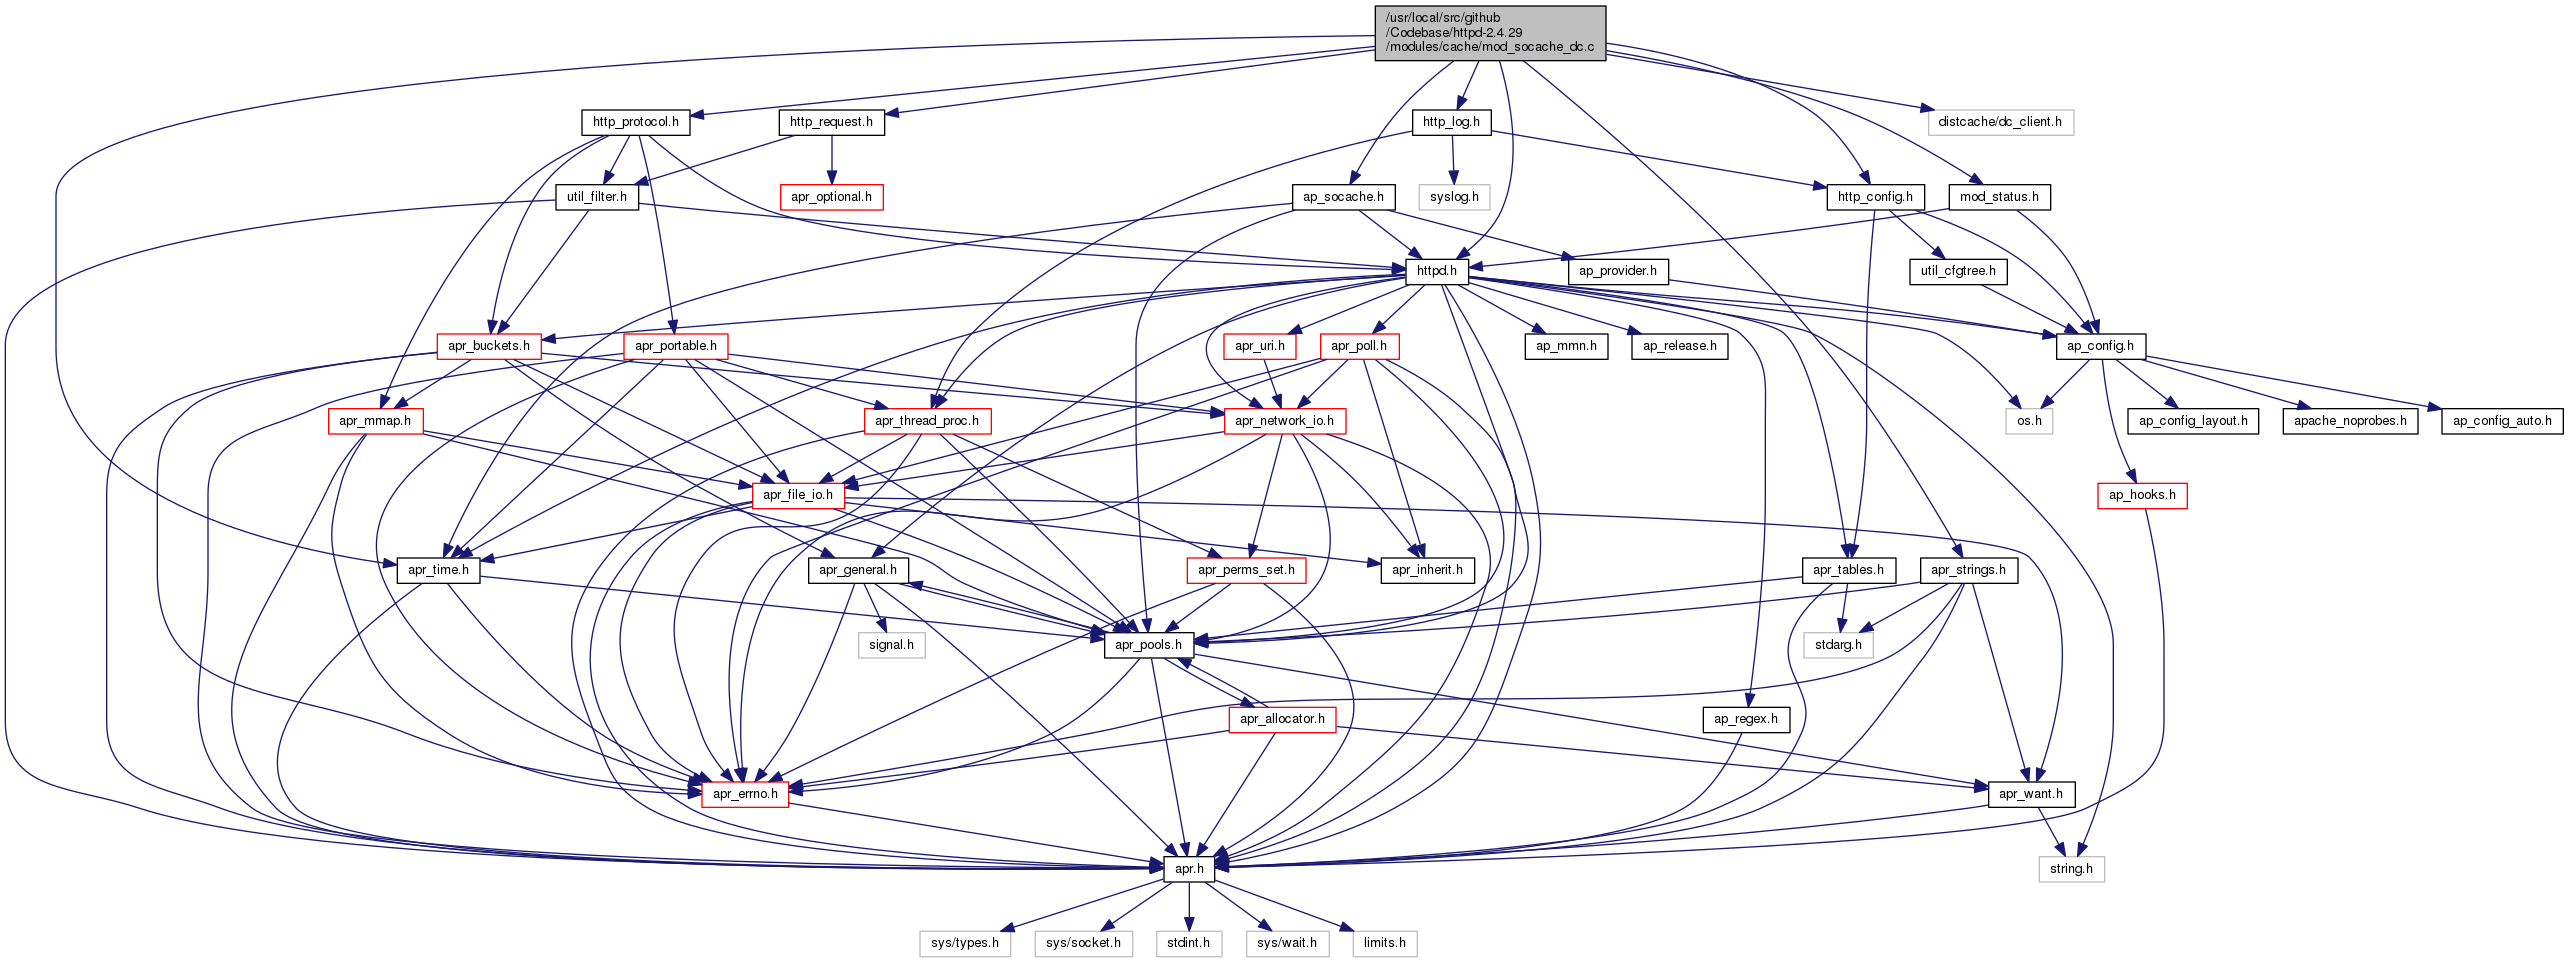 /usr/local/src/github
/Codebase/httpd-2.4.29
/modules/cache/mod_socache_dc.c
http_protocol.h
http_request.h
http_log.h
distcache/dc_client.h
util_filter.h
apr_optional.h
ap_socache.h
syslog.h
http_config.h
mod_status.h
httpd.h
ap_provider.h
util_cfgtree.h
apr_buckets.h
apr_portable.h
apr_uri.h
apr_poll.h
ap_mmn.h
ap_release.h
ap_config.h
apr_mmap.h
apr_thread_proc.h
apr_network_io.h
os.h
ap_config_layout.h
apache_noprobes.h
ap_config_auto.h
apr_file_io.h
ap_hooks.h
apr_time.h
apr_general.h
apr_perms_set.h
apr_inherit.h
apr_tables.h
apr_strings.h
signal.h
apr_pools.h
stdarg.h
apr_allocator.h
ap_regex.h
apr_errno.h
apr_want.h
apr.h
string.h
sys/types.h
sys/socket.h
stdint.h
sys/wait.h
limits.h